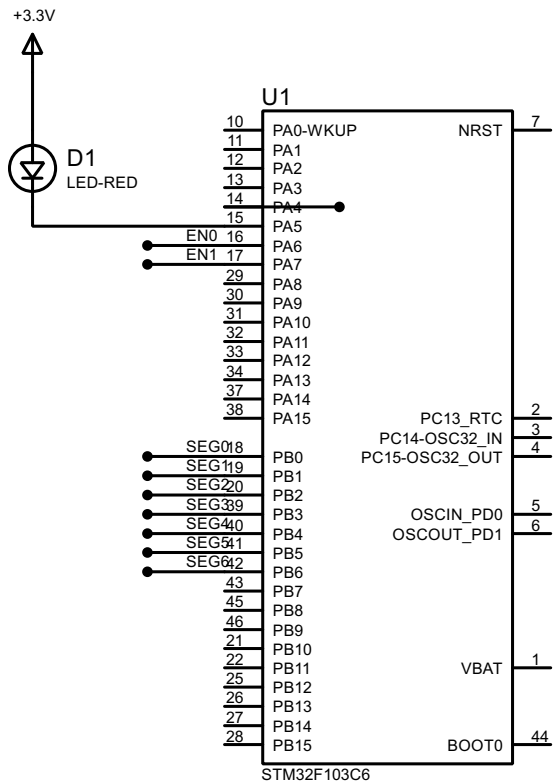 +3.3V
D1
LED-RED
U1
10 PA0-WKUP NRST 7
11 PA1
12 PA2
13 PA3
14 PA4
15 PA5
EN0 16 PA6
EN1 17 PA7
29 PA8
30 PA9
31 PA10
32 PA11
33 PA12
34 PA13
37 PA14
38 PA15 PC13_RTC 2
PC14-OSC32_IN 3
SEG0 18 PB0 PC15-OSC32_OUT 4
SEG1 19 PB1
SEG2 20 PB2
SEG3 39 PB3 OSCIN_PD0 5
SEG4 40 PB4 OSCOUT_PD1 6
SEG5 41 PB5
SEG6 42 PB6
43 PB7
45 PB8
46 PB9
21 PB10
22 PB11 VBAT 1
25 PB12
26 PB13
27 PB14
28 PB15 BOOT0 44
STM32F103C6